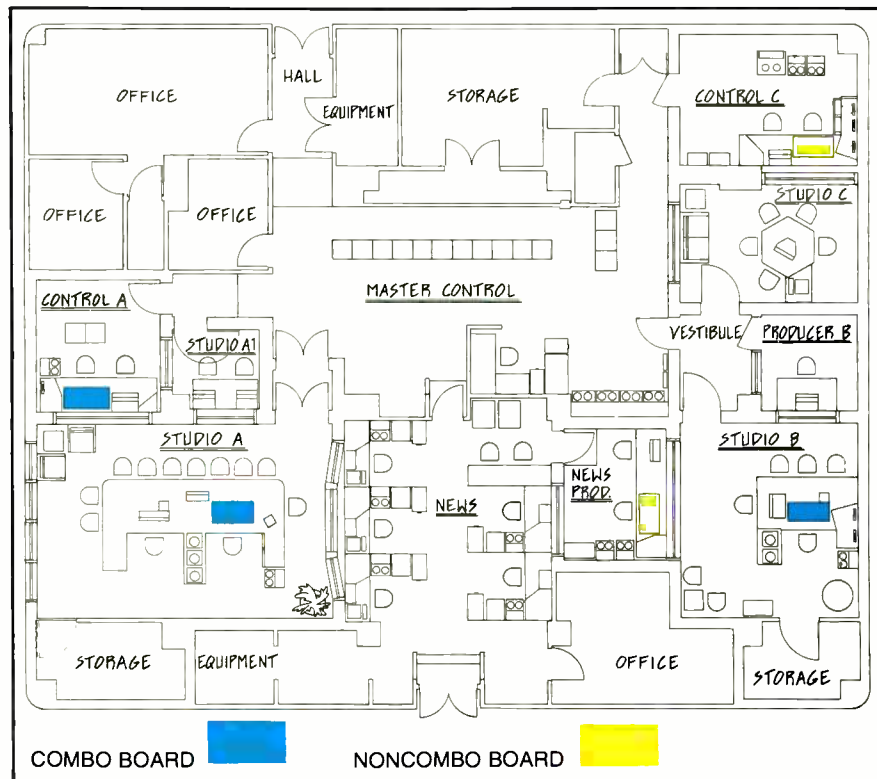 HALL
OFFICE
EQUIPMENT
STORAGE
CONTROL C
OFFICE
OFFICE
STUDIO C
CONTROL A
MASTER CONTROL
STUDIO A1
VESTIBULE
PRODUCER B
STUDIO A
STUDIO B
NEWS
PROD.
NEWS
STORAGE
EQUIPMENT
OFFICE
STORAGE
COMBO BOARD
NONCOMBO BOARD